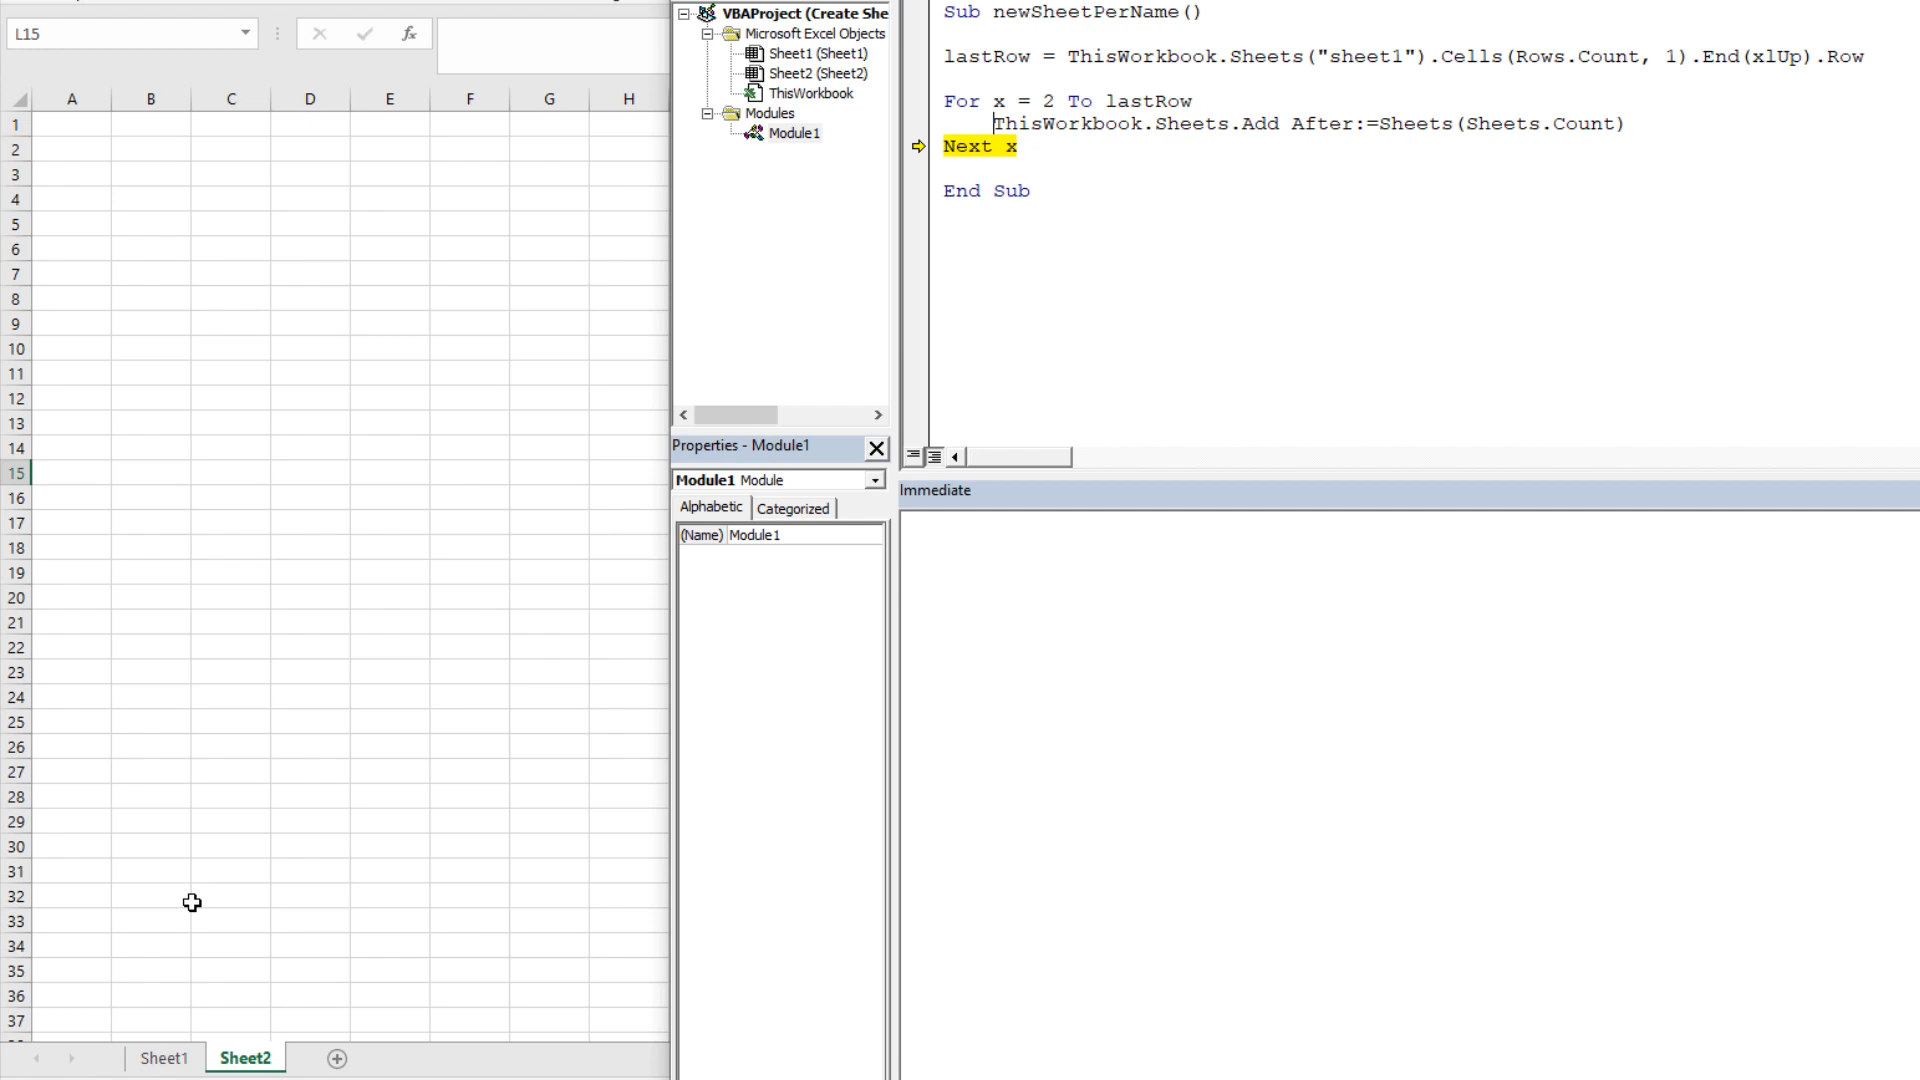 L15
fx
A B C D E F G H
1
2
3
4
5
6
7
8
9
10
11
12
13
14
15
16
17
18
19
20
21
22
23
24
25
26
27
28
29
30
31
32
33
34
35
36
37
Sheet1 Sheet2
VBAProject (Create She
Microsoft Excel Objects
Sheet1 (Sheet1)
Sheet2 (Sheet2)
ThisWorkbook
Modules
Module1
Properties - Module1
Module1 Module
Alphabetic Categorized
(Name) Module1
Sub newSheetPerName()
lastRow = ThisWorkbook.Sheets("sheet1").Cells(Rows.Count, 1).End(xlUp).Row
For x = 2 To lastRow
ThisWorkbook.Sheets.Add After:=Sheets(Sheets.Count)
Next x
End Sub
Immediate